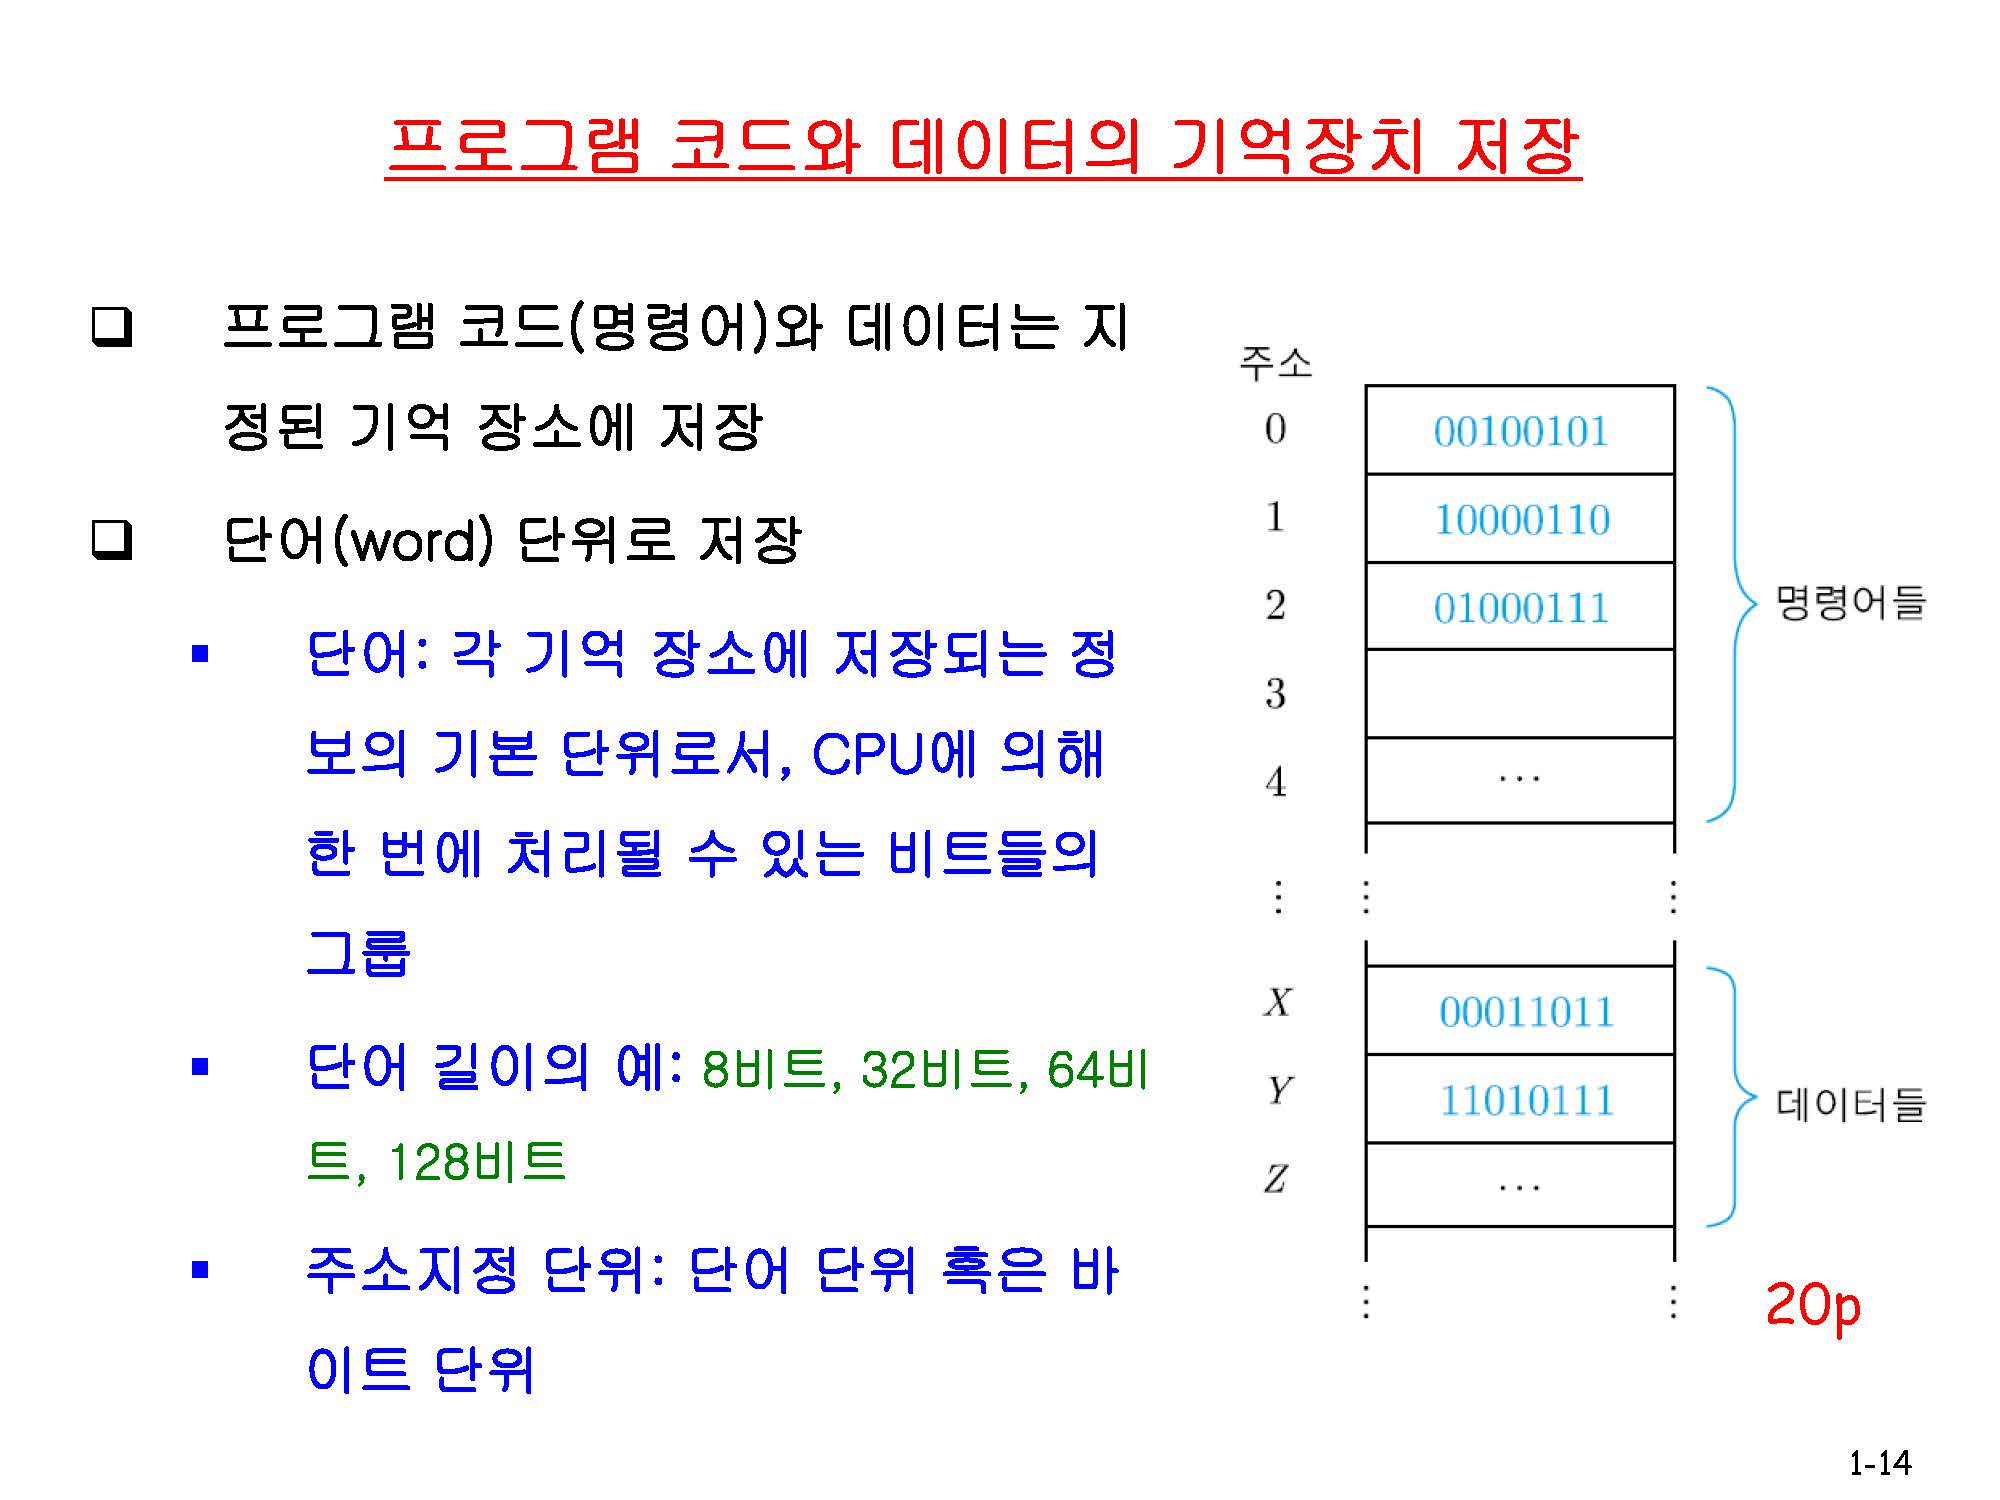 프로그램 코드와 데이터의 기억장치 저장
프로그램 코드(명령어)와 데이터는 지
정된 기억 장소에 저장
단어(word) 단위로 저장
단어: 각 기억 장소에 저장되는 정
보의 기본 단위로서, CPU에 의해
한 번에 처리될 수 있는 비트들의
그룹
단어 길이의 예: 8비트, 32비트, 64비
트, 128비트
주소지정 단위: 단어 단위 혹은 바
이트 단위
주소
0 00100101
1 10000110
2 01000111
3
4 ...
명령어들
X 00011011
Y 11010111
Z ...
데이터들
20p
1-14